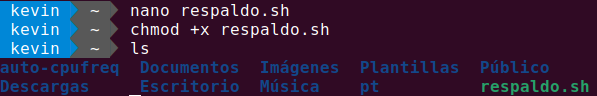 kevin ~ nano respaldo.sh
kevin ~ chmod +x respaldo.sh
kevin ~ ls
auto-cpufreq Documentos Imágenes Plantillas Público
Descargas Escritorio Música pt respaldo.sh